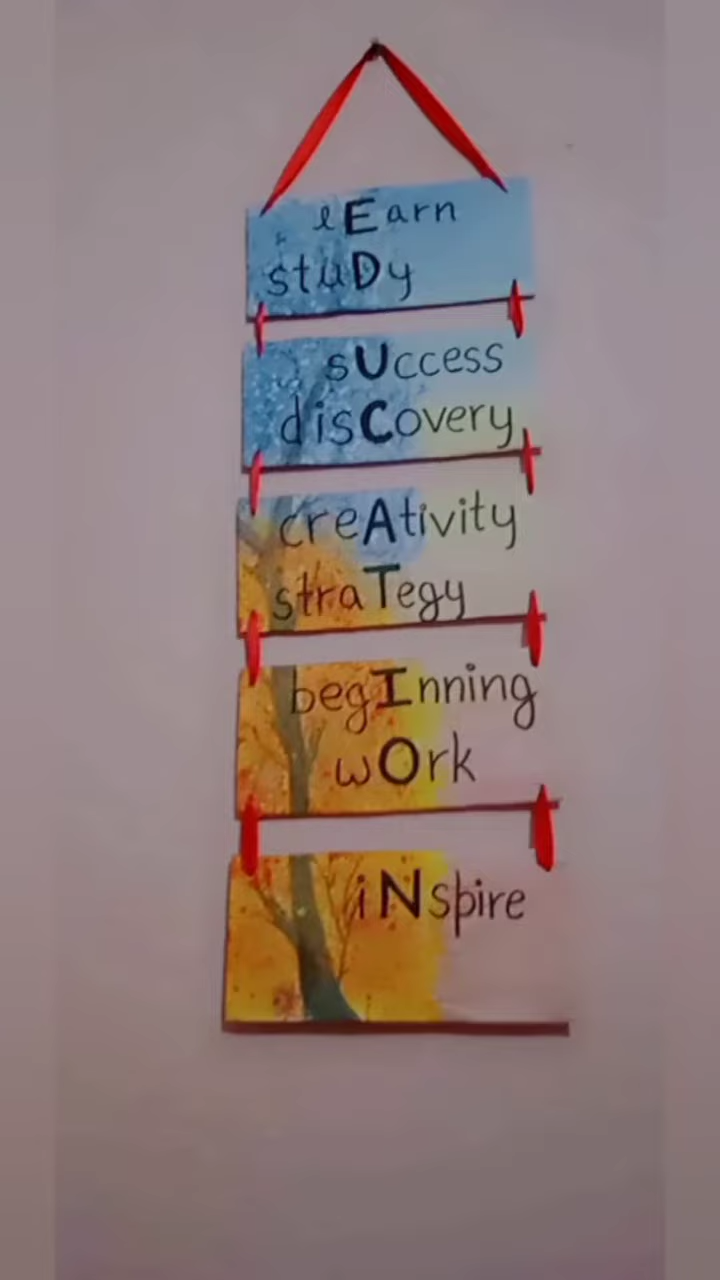 lEarn
stuDy
sUccess
disCovery
creAtivity
straTegy
begInning
wOrk
iNspire